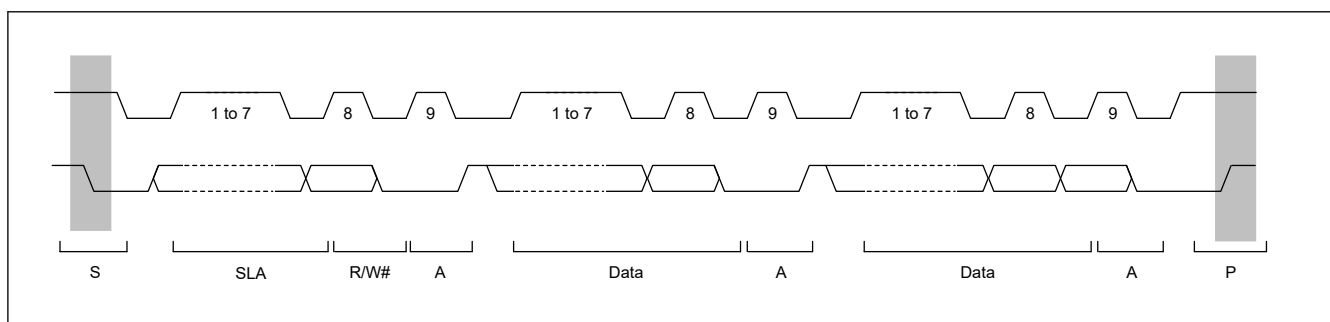 1 to 7 8 9 1 to 7 8 9 1 to 7 8 9
S SLA R/W# A Data A Data A P